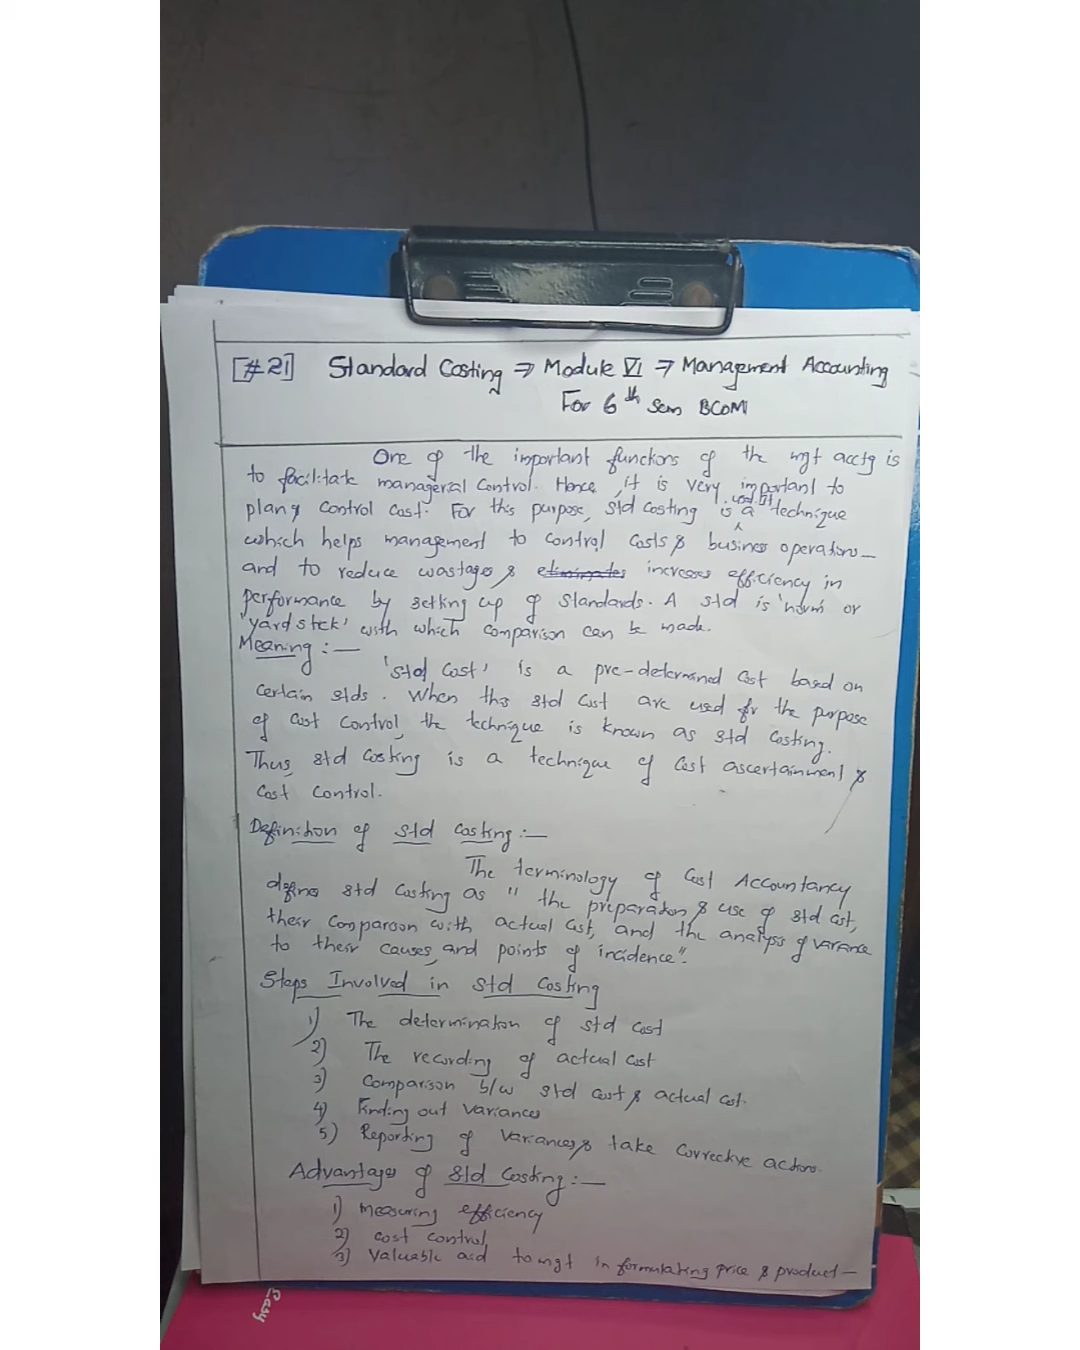 [#21] Standard Costing ⇒ Module VI ⇒ Management Accounting
For 6th Sem BCOM
One of the important functions of the mgt acctg is
to facilitate managerial Control. Hence, it is very important to
plan & control cost. For this purpose, std costing is used. It is a technique
which helps management to control costs & business operations
and to reduce wastages & eliminates increases efficiency in
performance by setting up of standards. A std is 'norm' or
'yard stck' with which comparison can be made.
Meaning :—
'Std Cost' is a pre-determined Cost based on
certain stds. When this std cost are used for the purpose
of cost control, the technique is known as std costing.
Thus, std costing is a technique of Cost ascertainment &
Cost Control.
Definition of std costing :—
The terminology of Cost Accountancy
defines std costing as " the preparation & use of std cost,
their comparison with actual cost, and the analysis of variance
to their causes, and points of incidence".
Steps Involved in std costing
1) The determination of std cost
2) The recording of actual cost
3) Comparison b/w std cost & actual cost.
4) Finding out variances
5) Reporting of variances & take corrective actions.
Advantages of std costing :—
1) measuring efficiency
2) cost control
3) valuable aid to mgt in formulating price & product —
Easy